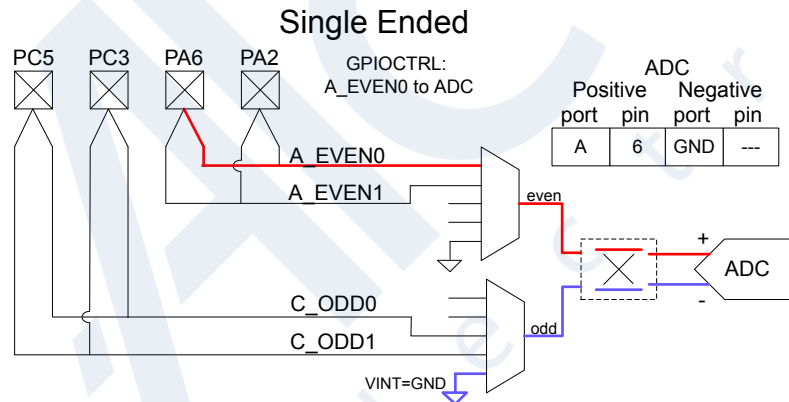 Single Ended
PC5 PC3 PA6 PA2
GPIOCTRL:
A_EVEN0 to ADC
ADC
Positive Negative
port pin port pin
A 6 GND ---
A_EVEN0
A_EVEN1
even
+
ADC
-
C_ODD0
C_ODD1
odd
VINT=GND